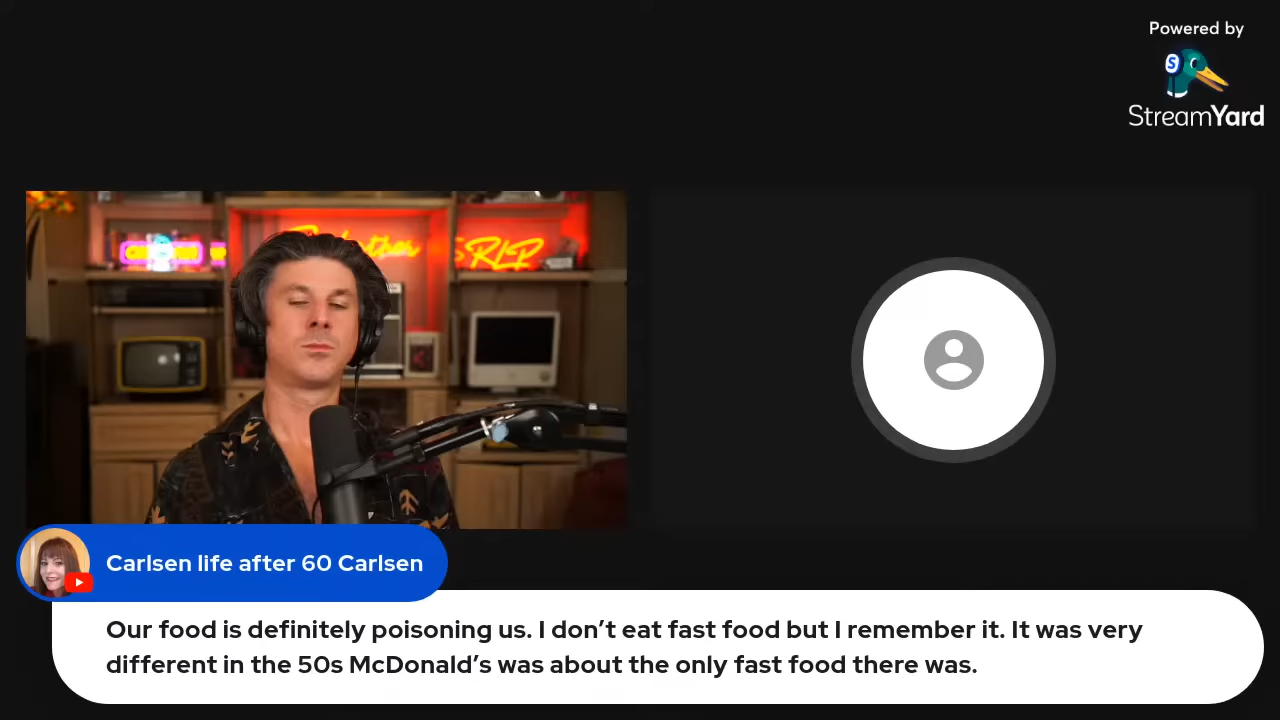 Powered by
S
StreamYard
SRLP
Carlsen life after 60 Carlsen
Our food is definitely poisoning us. I don’t eat fast food but I remember it. It was very
different in the 50s McDonald’s was about the only fast food there was.